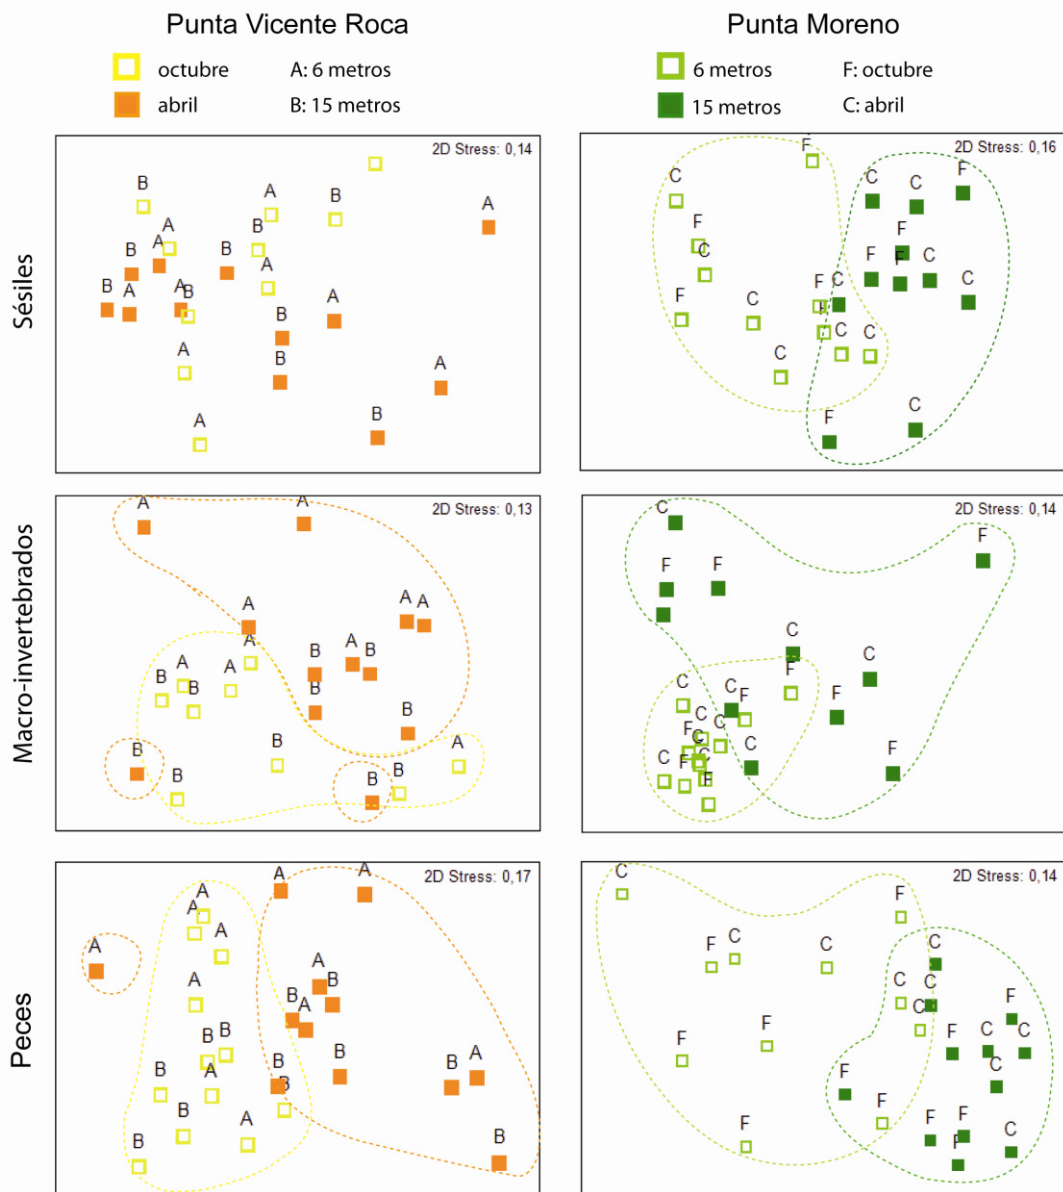 Punta Vicente Roca
octubre A: 6 metros
abril B: 15 metros
Punta Moreno
6 metros F: octubre
15 metros C: abril
Sésiles
2D Stress: 0,14
B A B A
A B
A B B
A
B A A B A
B
A B A
B A
2D Stress: 0,16
F
C C C F
F F
C F F C
F C F C C
F
C C
C
F C
Macro-invertebrados
2D Stress: 0,13
A A
A A A
A
B A B A B A B
B
B
B B A
B B B
2D Stress: 0,14
C
F F F
C C
F
C C F F
C C
F C C
C F F
F
Peces
2D Stress: 0,17
A A
A
A A
A
A A B
B A
B B B B
B A B A
B
B A B
B
2D Stress: 0,14
C
F
F C C C
C C F
C
F F F C C
C
F F
F F
F F C